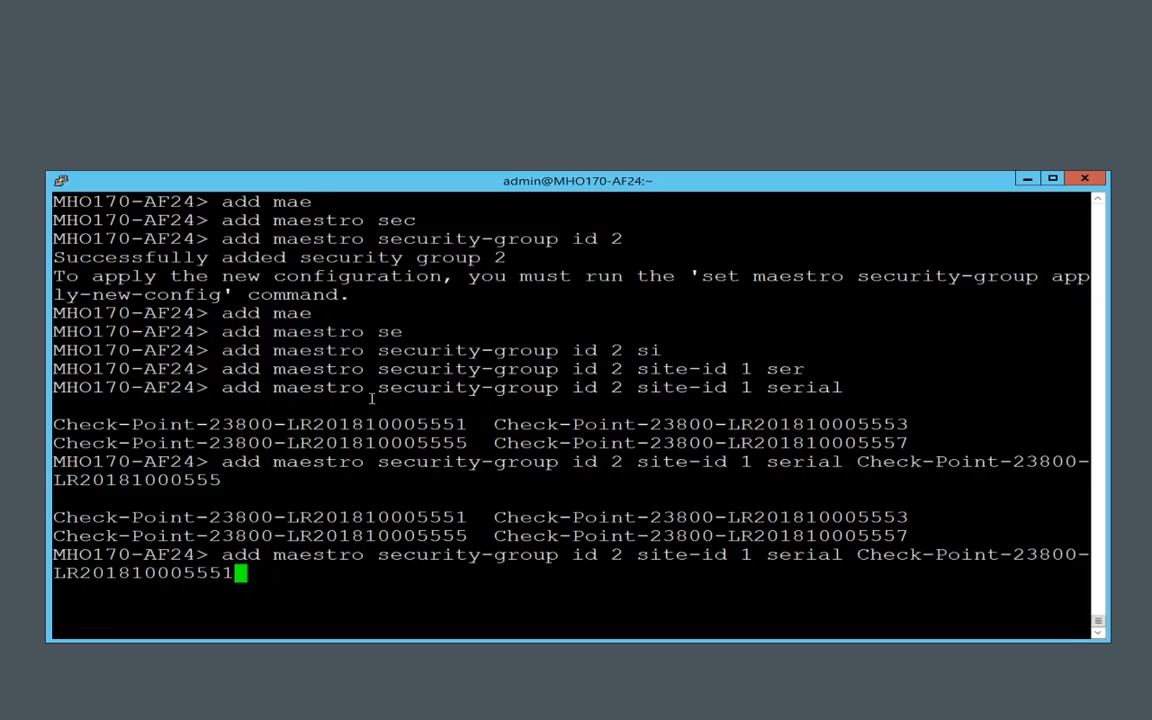 admin@MHO170-AF24:~
MHO170-AF24> add mae
MHO170-AF24> add maestro sec
MHO170-AF24> add maestro security-group id 2
Successfully added security group 2
To apply the new configuration, you must run the 'set maestro security-group app
ly-new-config' command.
MHO170-AF24> add mae
MHO170-AF24> add maestro se
MHO170-AF24> add maestro security-group id 2 si
MHO170-AF24> add maestro security-group id 2 site-id 1 ser
MHO170-AF24> add maestro security-group id 2 site-id 1 serial
Check-Point-23800-LR201810005551  Check-Point-23800-LR201810005553
Check-Point-23800-LR201810005555  Check-Point-23800-LR201810005557
MHO170-AF24> add maestro security-group id 2 site-id 1 serial Check-Point-23800-
LR20181000555
Check-Point-23800-LR201810005551  Check-Point-23800-LR201810005553
Check-Point-23800-LR201810005555  Check-Point-23800-LR201810005557
MHO170-AF24> add maestro security-group id 2 site-id 1 serial Check-Point-23800-
LR201810005551